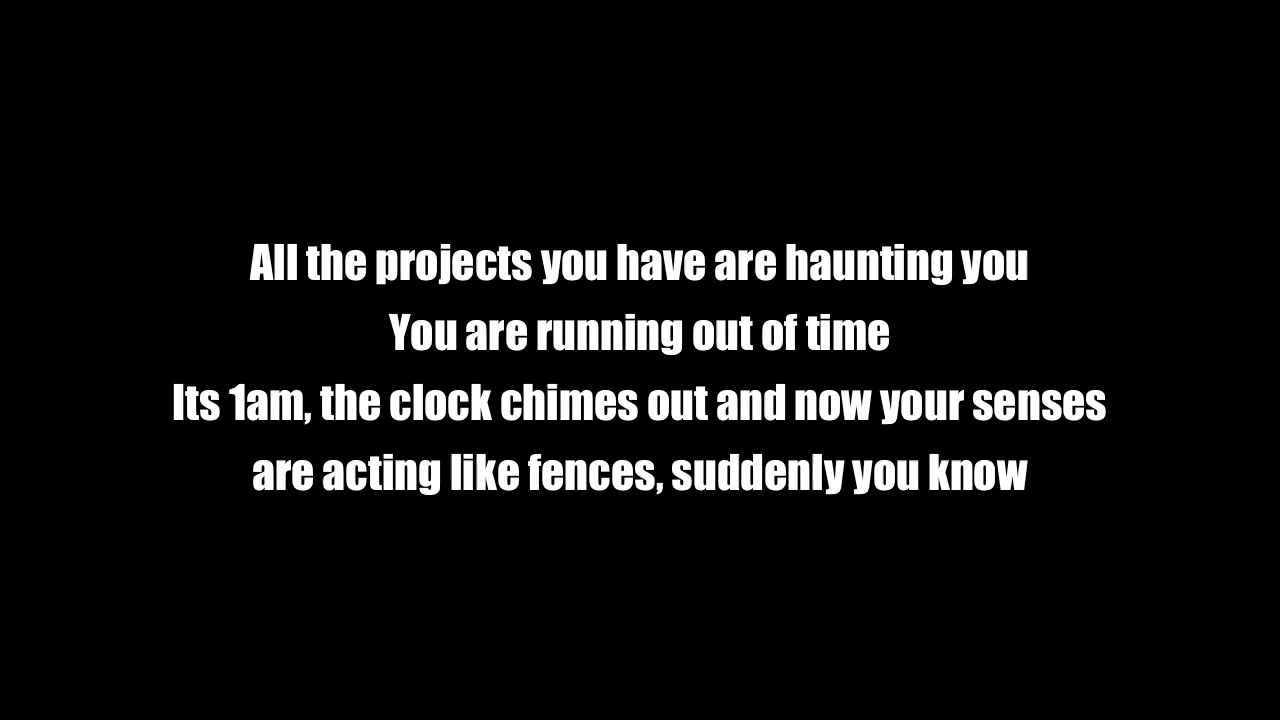 All the projects you have are haunting you
You are running out of time
Its 1am, the clock chimes out and now your senses
are acting like fences, suddenly you know